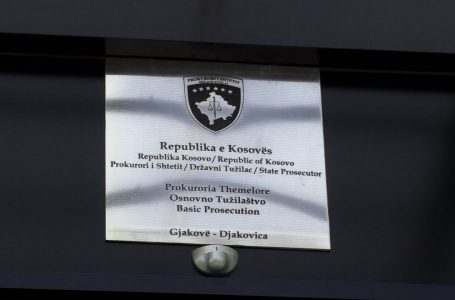 Republika e Kosovës
Republika Kosovo / Republic of Kosovo
Prokurori i Shtetit / Državni Tužilac / State Prosecutor
Prokuroria Themelore
Osnovno Tužilaštvo
Basic Prosecution
Gjakovë - Djakovica